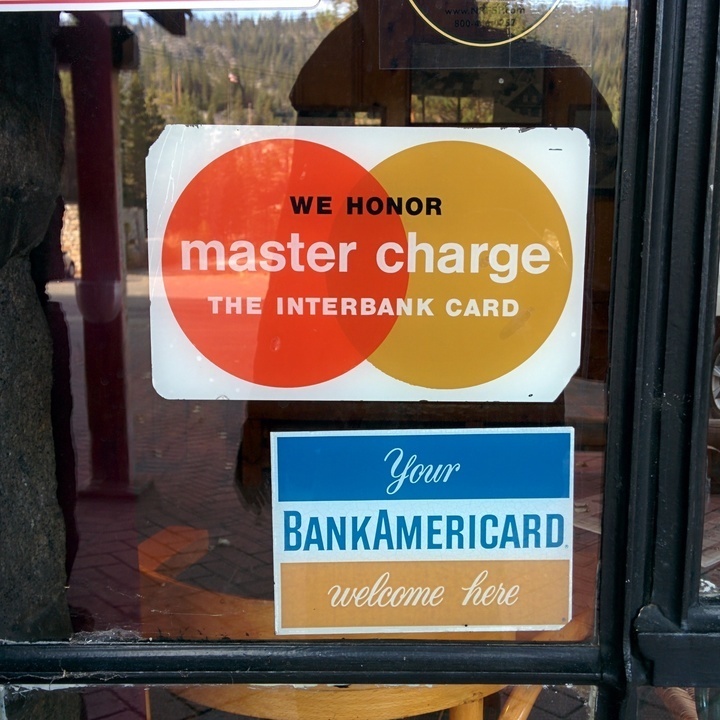 WE HONOR
master charge
THE INTERBANK CARD
Your
BANKAMERICARD
welcome here